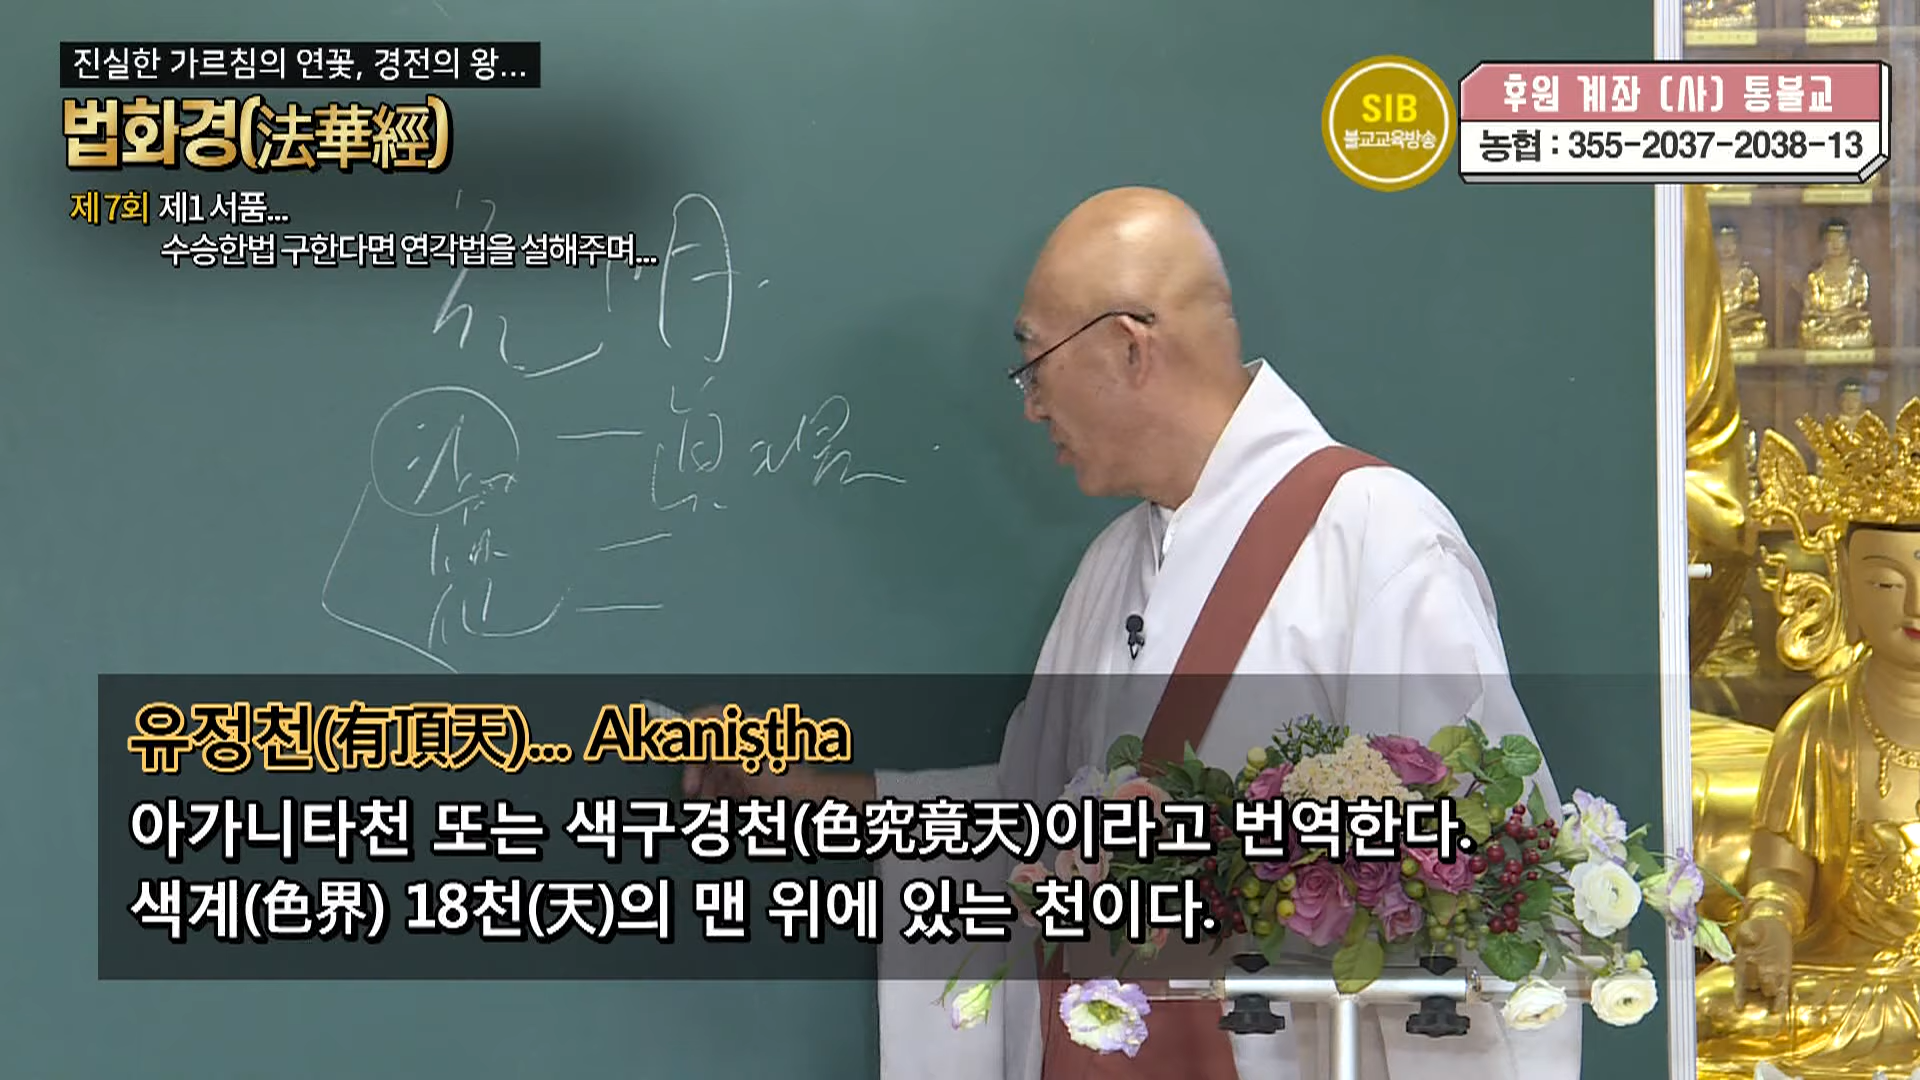 진실한 가르침의 연꽃, 경전의 왕...
법화경(法華經)
제7회 제1 서품...
수승한법 구한다면 연각법을 설해주며...
SIB
불교교육방송
후원 계좌 (사) 통불교
농협 : 355-2037-2038-13
유정천(有頂天)... Akaniṣṭha
아가니타천 또는 색구경천(色究竟天)이라고 번역한다.
색계(色界) 18천(天)의 맨 위에 있는 천이다.